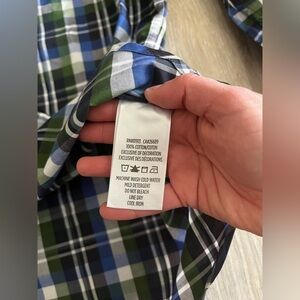 100% COTTON/COTON
EXCLUSIVE OF DECORATION
EXCLUSIVE DES DÉCORATIONS
MACHINE WASH COLD WATER
MILD DETERGENT
DO NOT BLEACH
LINE DRY
COOL IRON